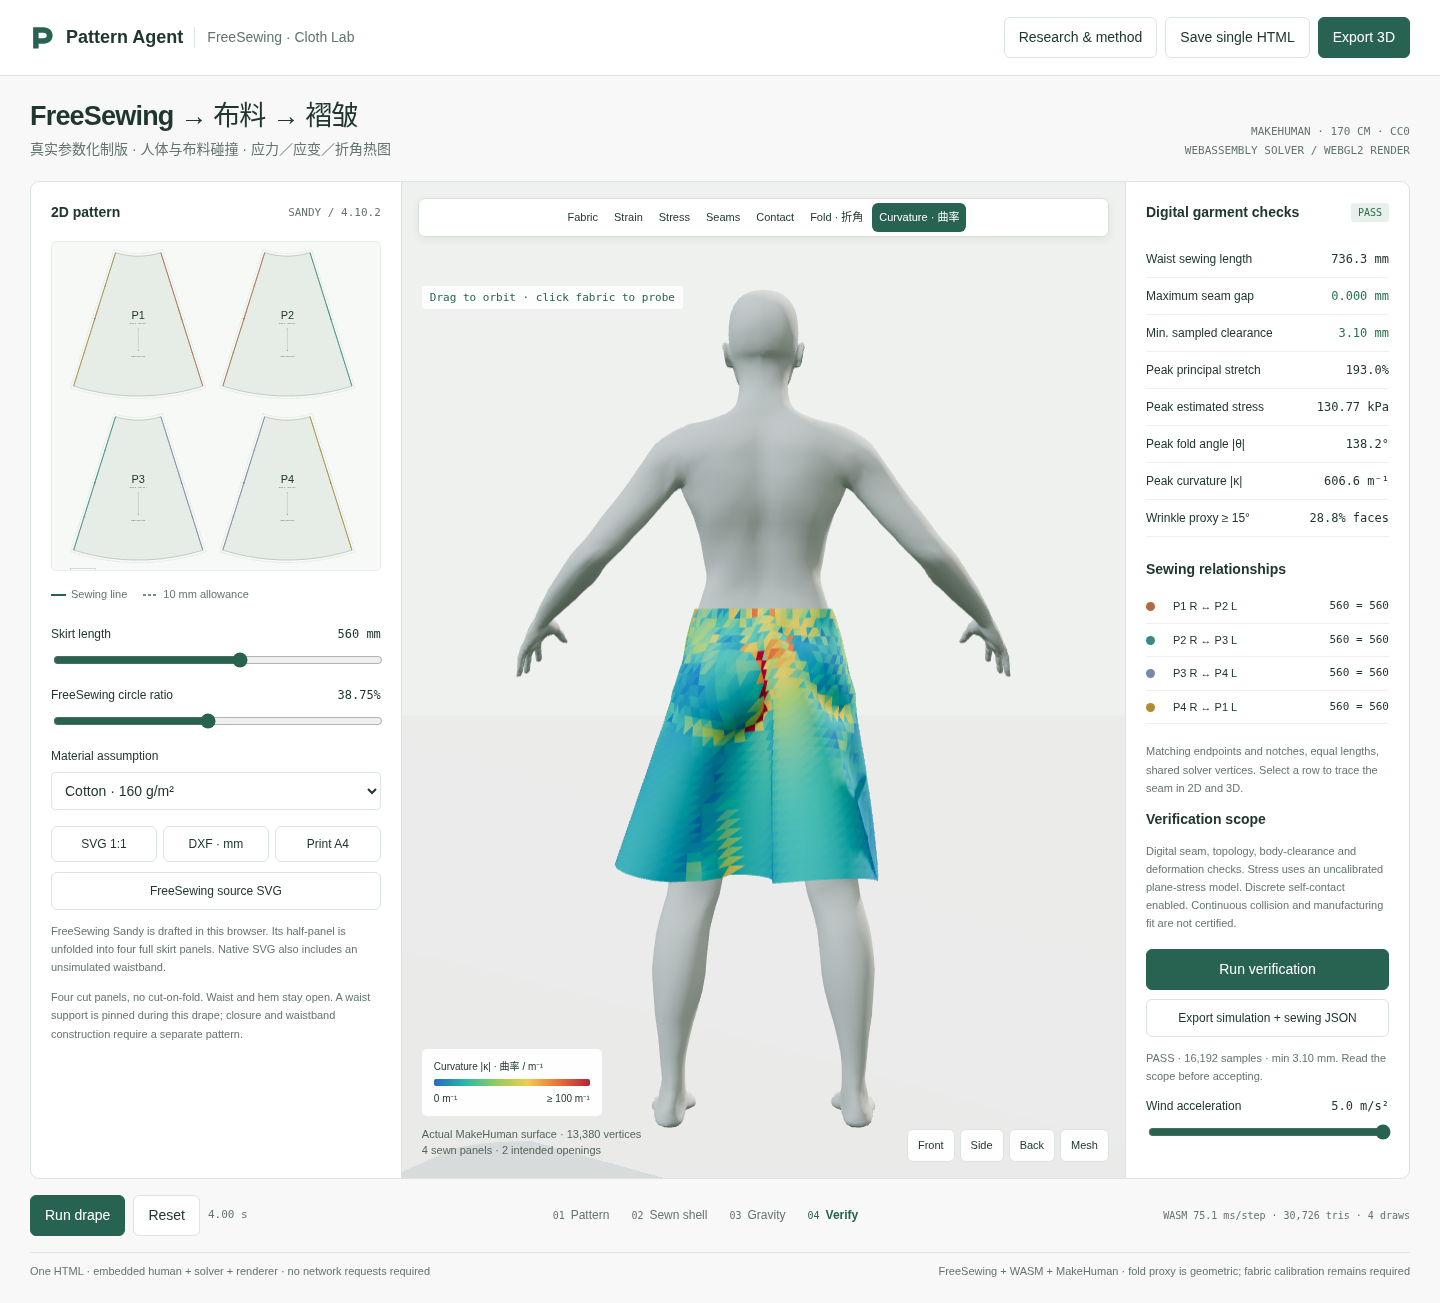 Pattern Agent
FreeSewing · Cloth Lab
Research & method
Save single HTML
Export 3D
FreeSewing → 布料 → 褶皱
真实参数化制版 · 人体与布料碰撞 · 应力／应变／折角热图
MAKEHUMAN · 170 CM · CC0
WEBASSEMBLY SOLVER / WEBGL2 RENDER
2D pattern
SANDY / 4.10.2
P1
P2
P3
P4
Sewing line
10 mm allowance
Skirt length
560 mm
FreeSewing circle ratio
38.75%
Material assumption
Cotton · 160 g/m²
SVG 1:1
DXF · mm
Print A4
FreeSewing source SVG
FreeSewing Sandy is drafted in this browser. Its half-panel is
unfolded into four full skirt panels. Native SVG also includes an
unsimulated waistband.
Four cut panels, no cut-on-fold. Waist and hem stay open. A waist
support is pinned during this drape; closure and waistband
construction require a separate pattern.
Fabric
Strain
Stress
Seams
Contact
Fold · 折角
Curvature · 曲率
Drag to orbit · click fabric to probe
Curvature |κ| · 曲率 / m⁻¹
0 m⁻¹
≥ 100 m⁻¹
Actual MakeHuman surface · 13,380 vertices
4 sewn panels · 2 intended openings
Front
Side
Back
Mesh
Digital garment checks
PASS
Waist sewing length
736.3 mm
Maximum seam gap
0.000 mm
Min. sampled clearance
3.10 mm
Peak principal stretch
193.0%
Peak estimated stress
130.77 kPa
Peak fold angle |θ|
138.2°
Peak curvature |κ|
606.6 m⁻¹
Wrinkle proxy ≥ 15°
28.8% faces
Sewing relationships
P1 R ↔ P2 L
560 = 560
P2 R ↔ P3 L
560 = 560
P3 R ↔ P4 L
560 = 560
P4 R ↔ P1 L
560 = 560
Matching endpoints and notches, equal lengths,
shared solver vertices. Select a row to trace the
seam in 2D and 3D.
Verification scope
Digital seam, topology, body-clearance and
deformation checks. Stress uses an uncalibrated
plane-stress model. Discrete self-contact
enabled. Continuous collision and manufacturing
fit are not certified.
Run verification
Export simulation + sewing JSON
PASS · 16,192 samples · min 3.10 mm. Read the
scope before accepting.
Wind acceleration
5.0 m/s²
Run drape
Reset
4.00 s
01 Pattern
02 Sewn shell
03 Gravity
04 Verify
WASM 75.1 ms/step · 30,726 tris · 4 draws
One HTML · embedded human + solver + renderer · no network requests required
FreeSewing + WASM + MakeHuman · fold proxy is geometric; fabric calibration remains required